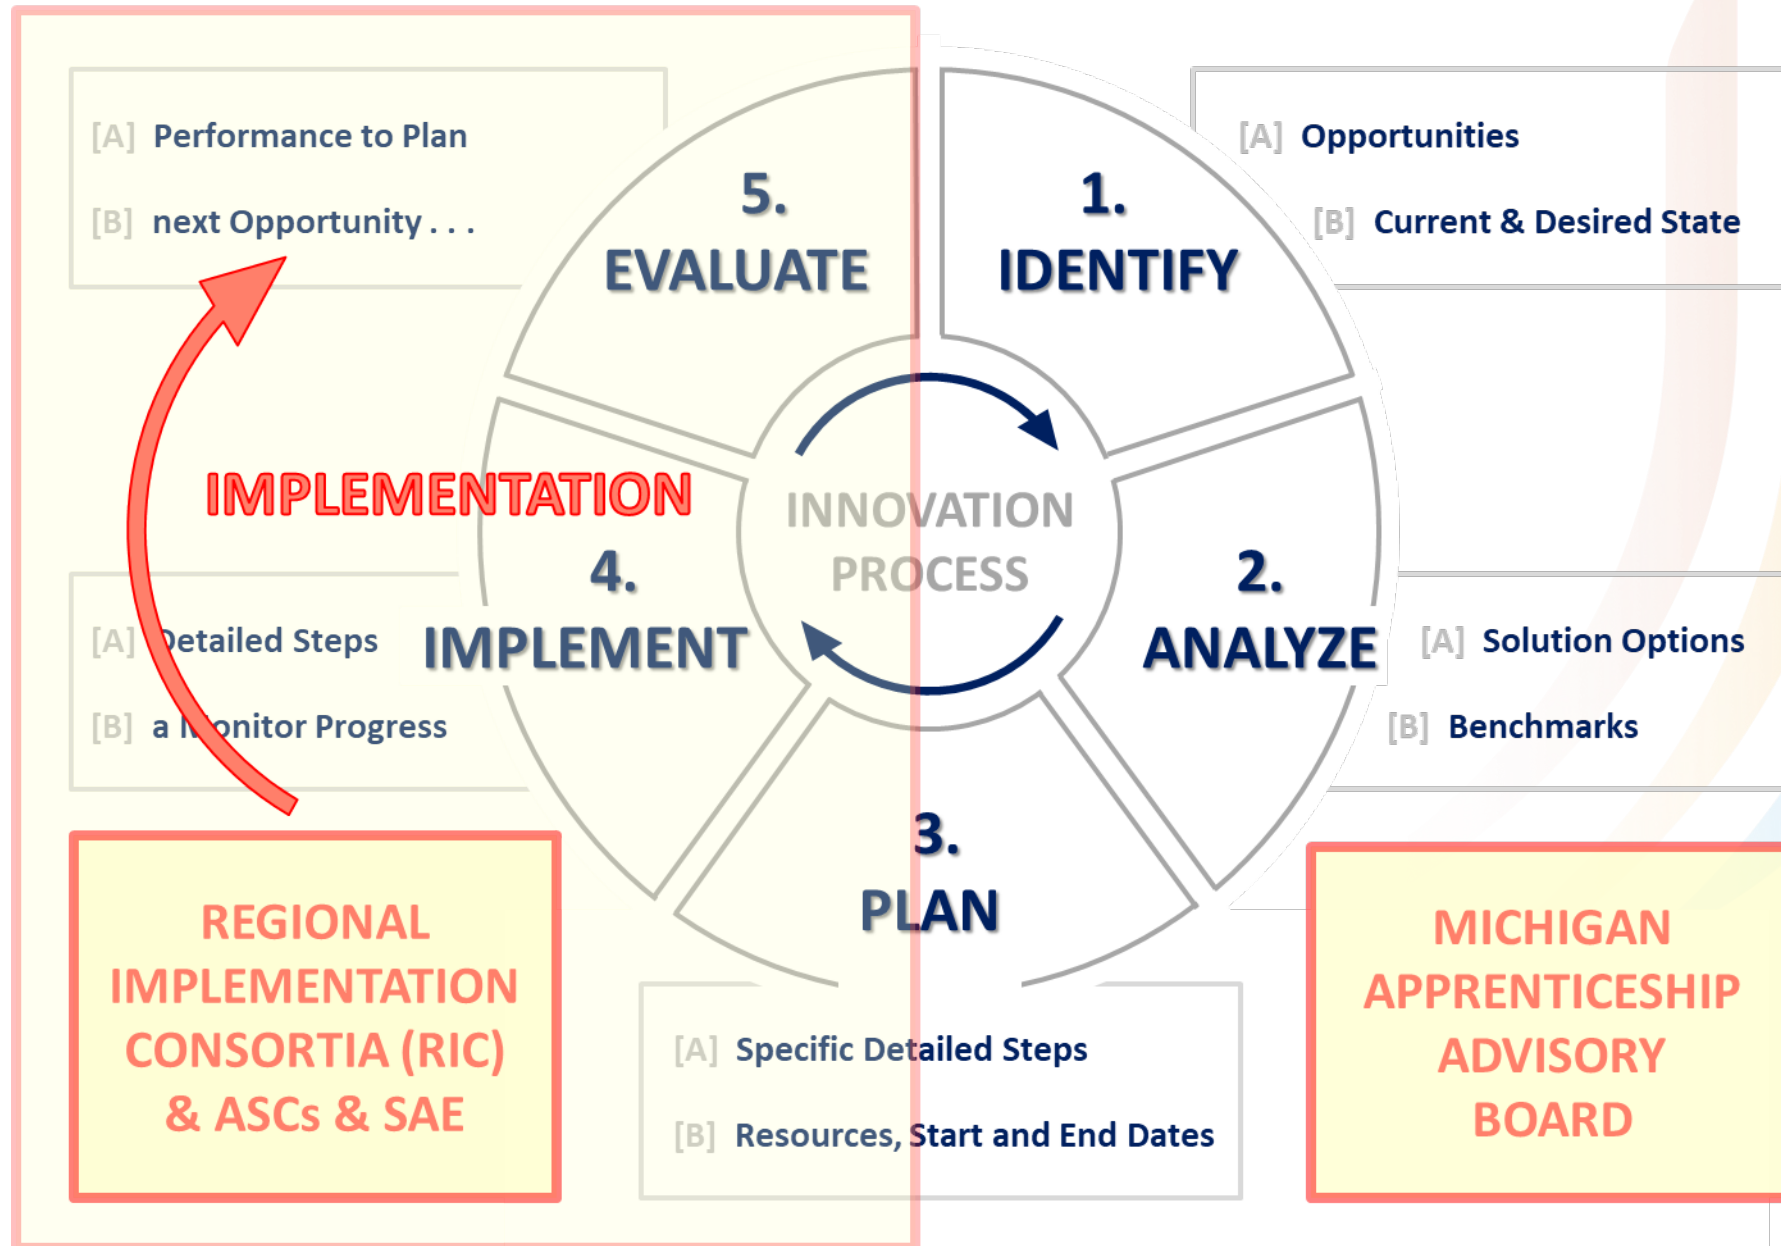 [A] Performance to Plan
[B] next Opportunity . . .
5.
EVALUATE
1.
IDENTIFY
[A] Opportunities
[B] Current & Desired State
IMPLEMENTATION
INNOVATION
PROCESS
4.
IMPLEMENT
[A] Detailed Steps
[B] a Monitor Progress
2.
ANALYZE
[A] Solution Options
[B] Benchmarks
3.
PLAN
[A] Specific Detailed Steps
[B] Resources, Start and End Dates
REGIONAL
IMPLEMENTATION
CONSORTIA (RIC)
& ASCs & SAE
MICHIGAN
APPRENTICESHIP
ADVISORY
BOARD